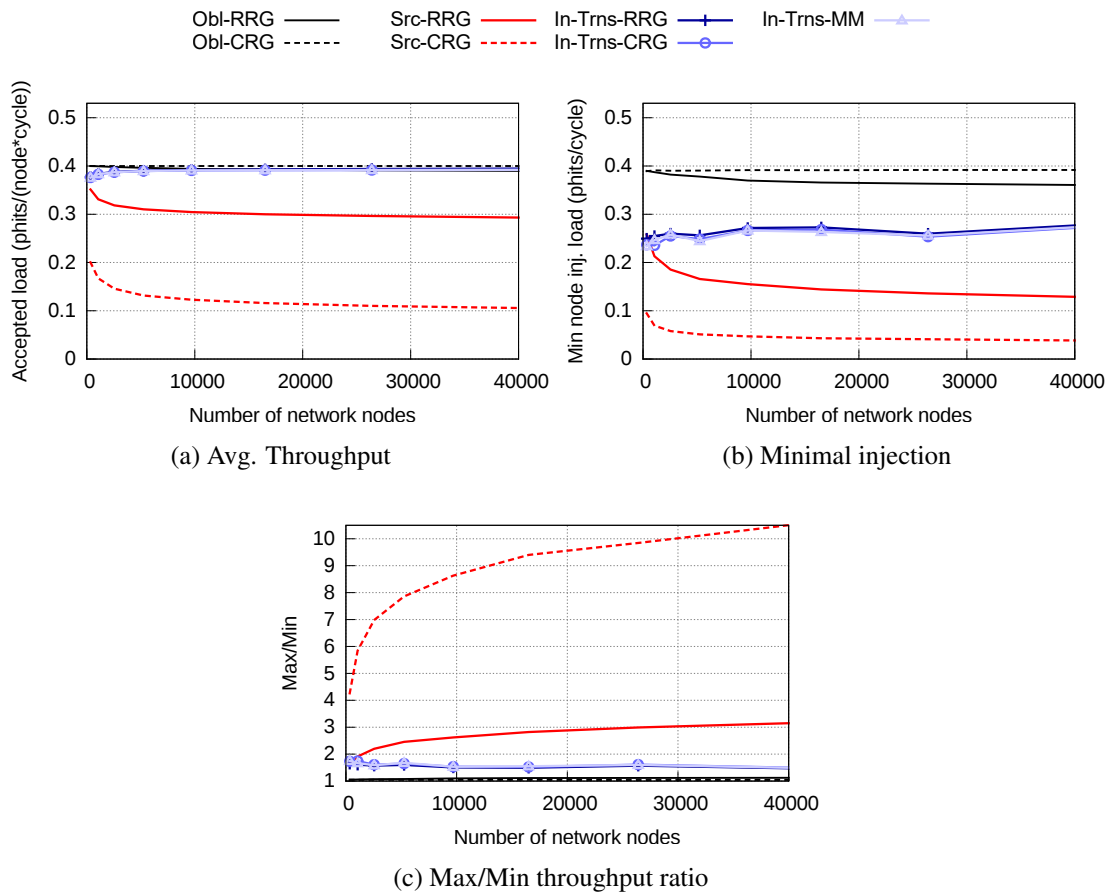 Obl-RRG Src-RRG In-Trns-RRG In-Trns-MM
Obl-CRG Src-CRG In-Trns-CRG
Accepted load (phits/(node*cycle))
0.5
0.4
0.3
0.2
0.1
0
0 10000 20000 30000 40000
Number of network nodes
(a) Avg. Throughput
Min node inj. load (phits/cycle)
0.5
0.4
0.3
0.2
0.1
0
0 10000 20000 30000 40000
Number of network nodes
(b) Minimal injection
Max/Min
10
9
8
7
6
5
4
3
2
1
0 10000 20000 30000 40000
Number of network nodes
(c) Max/Min throughput ratio